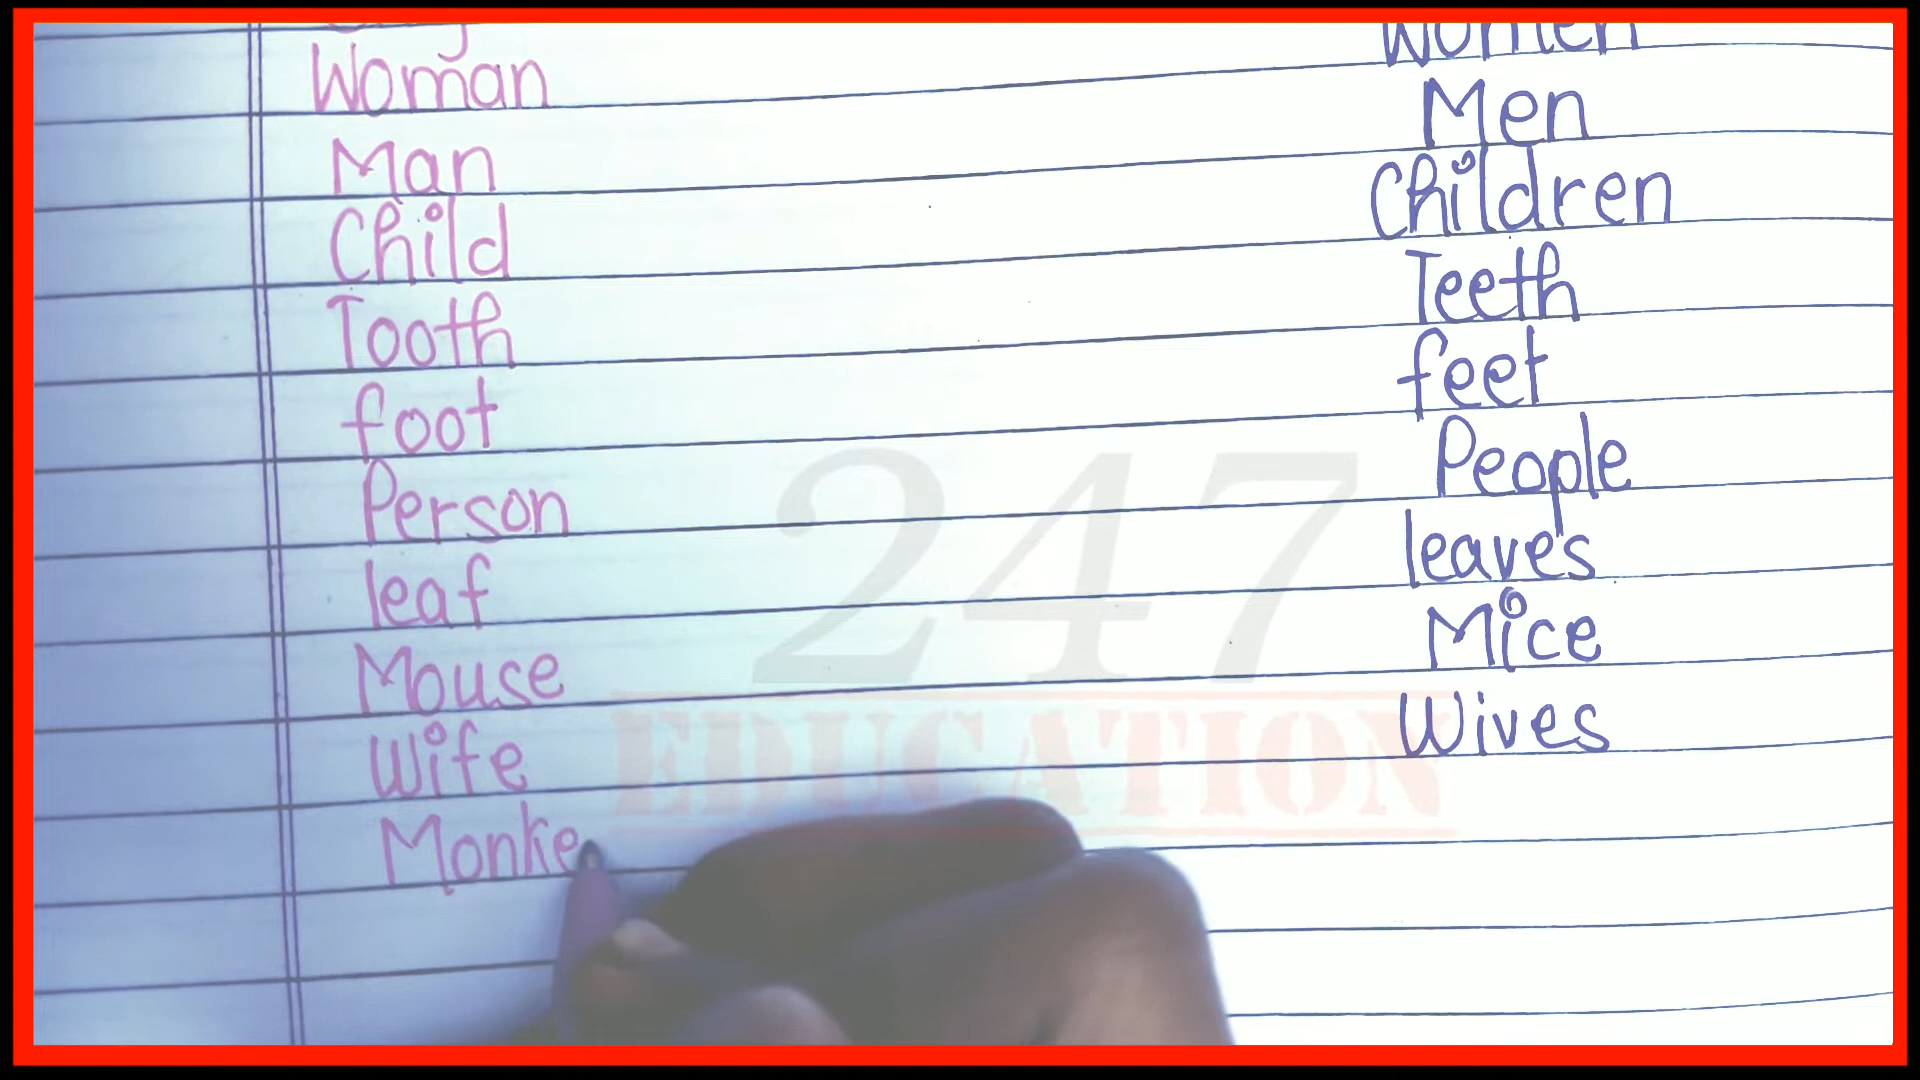 Woman Women
Man Men
Child Children
Tooth Teeth
foot feet
Person People
leaf leaves
Mouse Mice
Wife Wives
Monke
247
EDUCATION